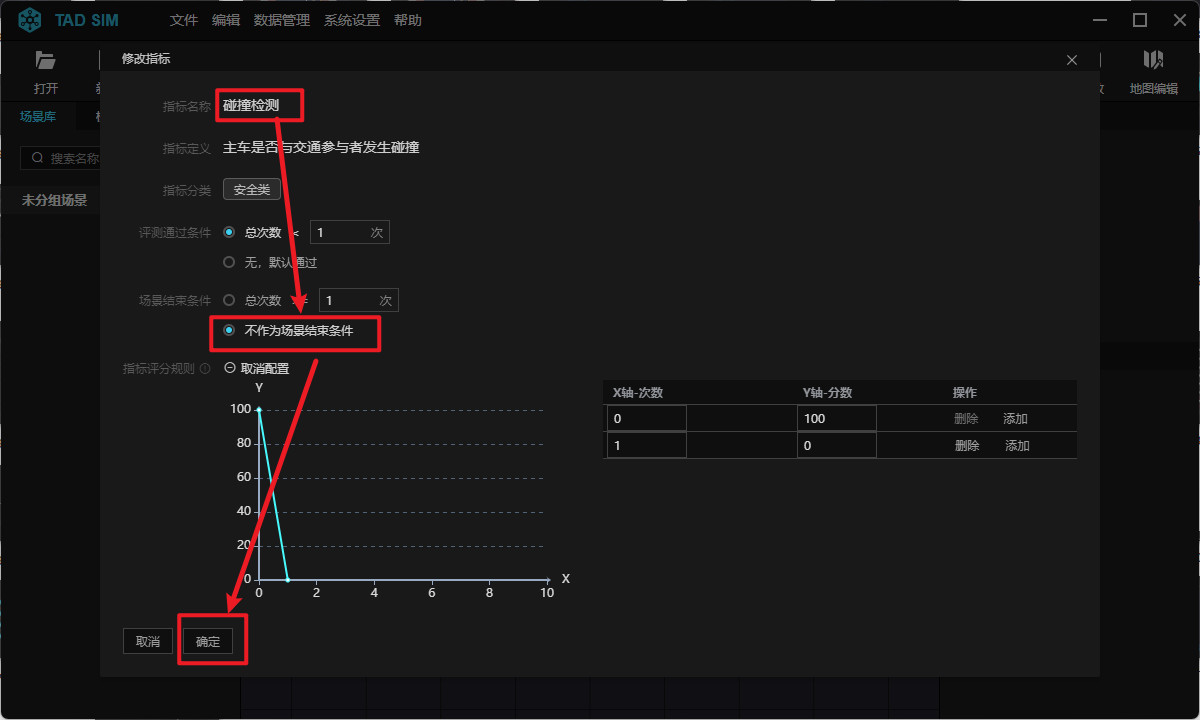 TAD SIM 文件 编辑 数据管理 系统设置 帮助
打开
地图编辑
场景库
搜索名称
未分组场景
修改指标
指标名称 碰撞检测
指标定义 主车是否与交通参与者发生碰撞
指标分类 安全类
评测通过条件 总次数 < 1 次
无，默认通过
场景结束条件 总次数 1 次
不作为场景结束条件
指标评分规则 取消配置
Y
100
80
60
40
20
0
0 2 4 6 8 10 X
X轴-次数 Y轴-分数 操作
0 100 删除 添加
1 0 删除 添加
取消 确定